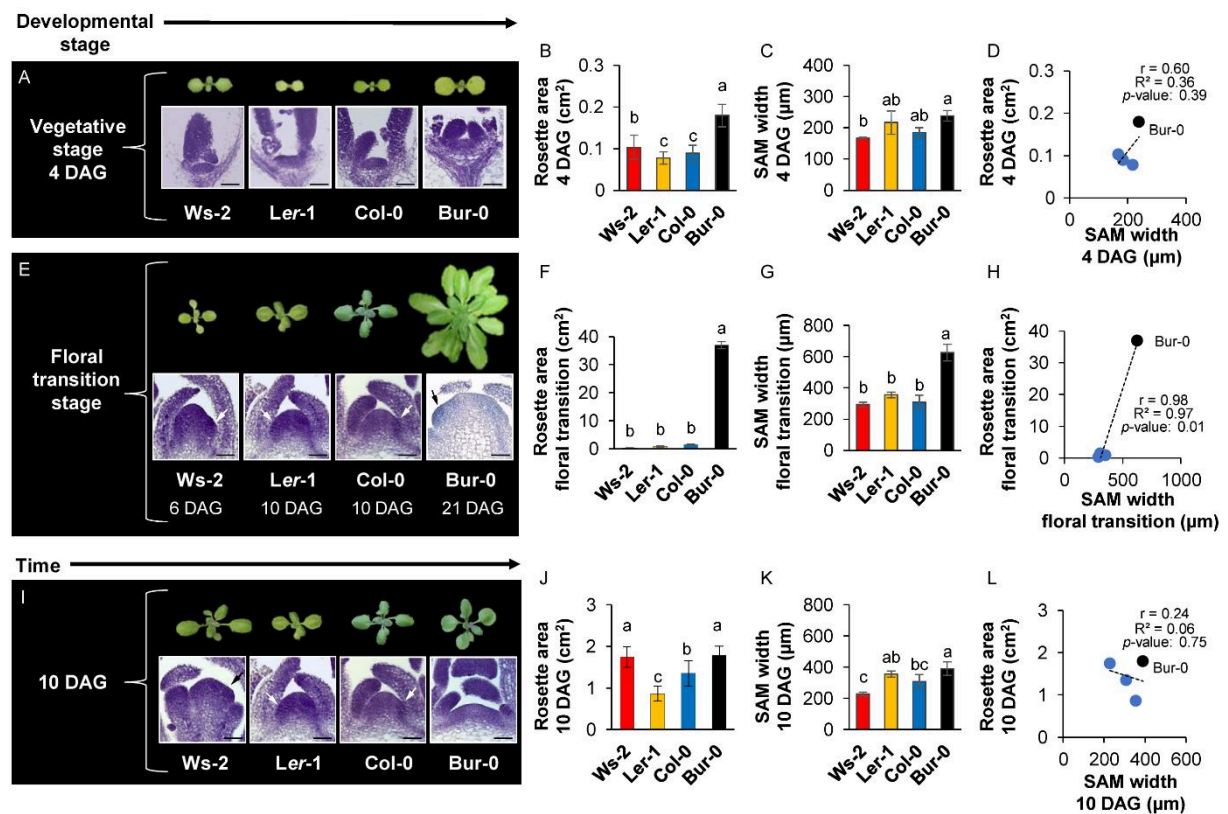 Developmental
stage
A
Vegetative
stage
4 DAG
Ws-2 Ler-1 Col-0 Bur-0
B
Rosette area
4 DAG (cm²)
0.3
0.2
0.1
0
b c c a
Ws-2 Ler-1 Col-0 Bur-0
C
SAM width
4 DAG (µm)
400
300
200
100
0
b ab ab a
Ws-2 Ler-1 Col-0 Bur-0
D
Rosette area
4 DAG (cm²)
0.3
0.2
0.1
0
r = 0.60
R² = 0.36
p-value: 0.39
Bur-0
0 200 400
SAM width
4 DAG (µm)
E
Floral
transition
stage
Ws-2 Ler-1 Col-0 Bur-0
6 DAG 10 DAG 10 DAG 21 DAG
F
Rosette area
floral transition (cm²)
40
30
20
10
0
b b b a
Ws-2 Ler-1 Col-0 Bur-0
G
SAM width
floral transition (µm)
800
600
400
200
0
b b b a
Ws-2 Ler-1 Col-0 Bur-0
H
Rosette area
floral transition (cm²)
40
30
20
10
0
Bur-0
r = 0.98
R² = 0.97
p-value: 0.01
0 500 1000
SAM width
floral transition (µm)
Time
I
10 DAG
Ws-2 Ler-1 Col-0 Bur-0
J
Rosette area
10 DAG (cm²)
3
2
1
0
a c b a
Ws-2 Ler-1 Col-0 Bur-0
K
SAM width
10 DAG (µm)
800
600
400
200
0
c ab bc a
Ws-2 Ler-1 Col-0 Bur-0
L
Rosette area
10 DAG (cm²)
3
2
1
0
r = 0.24
R² = 0.06
p-value: 0.75
Bur-0
0 200 400 600
SAM width
10 DAG (µm)